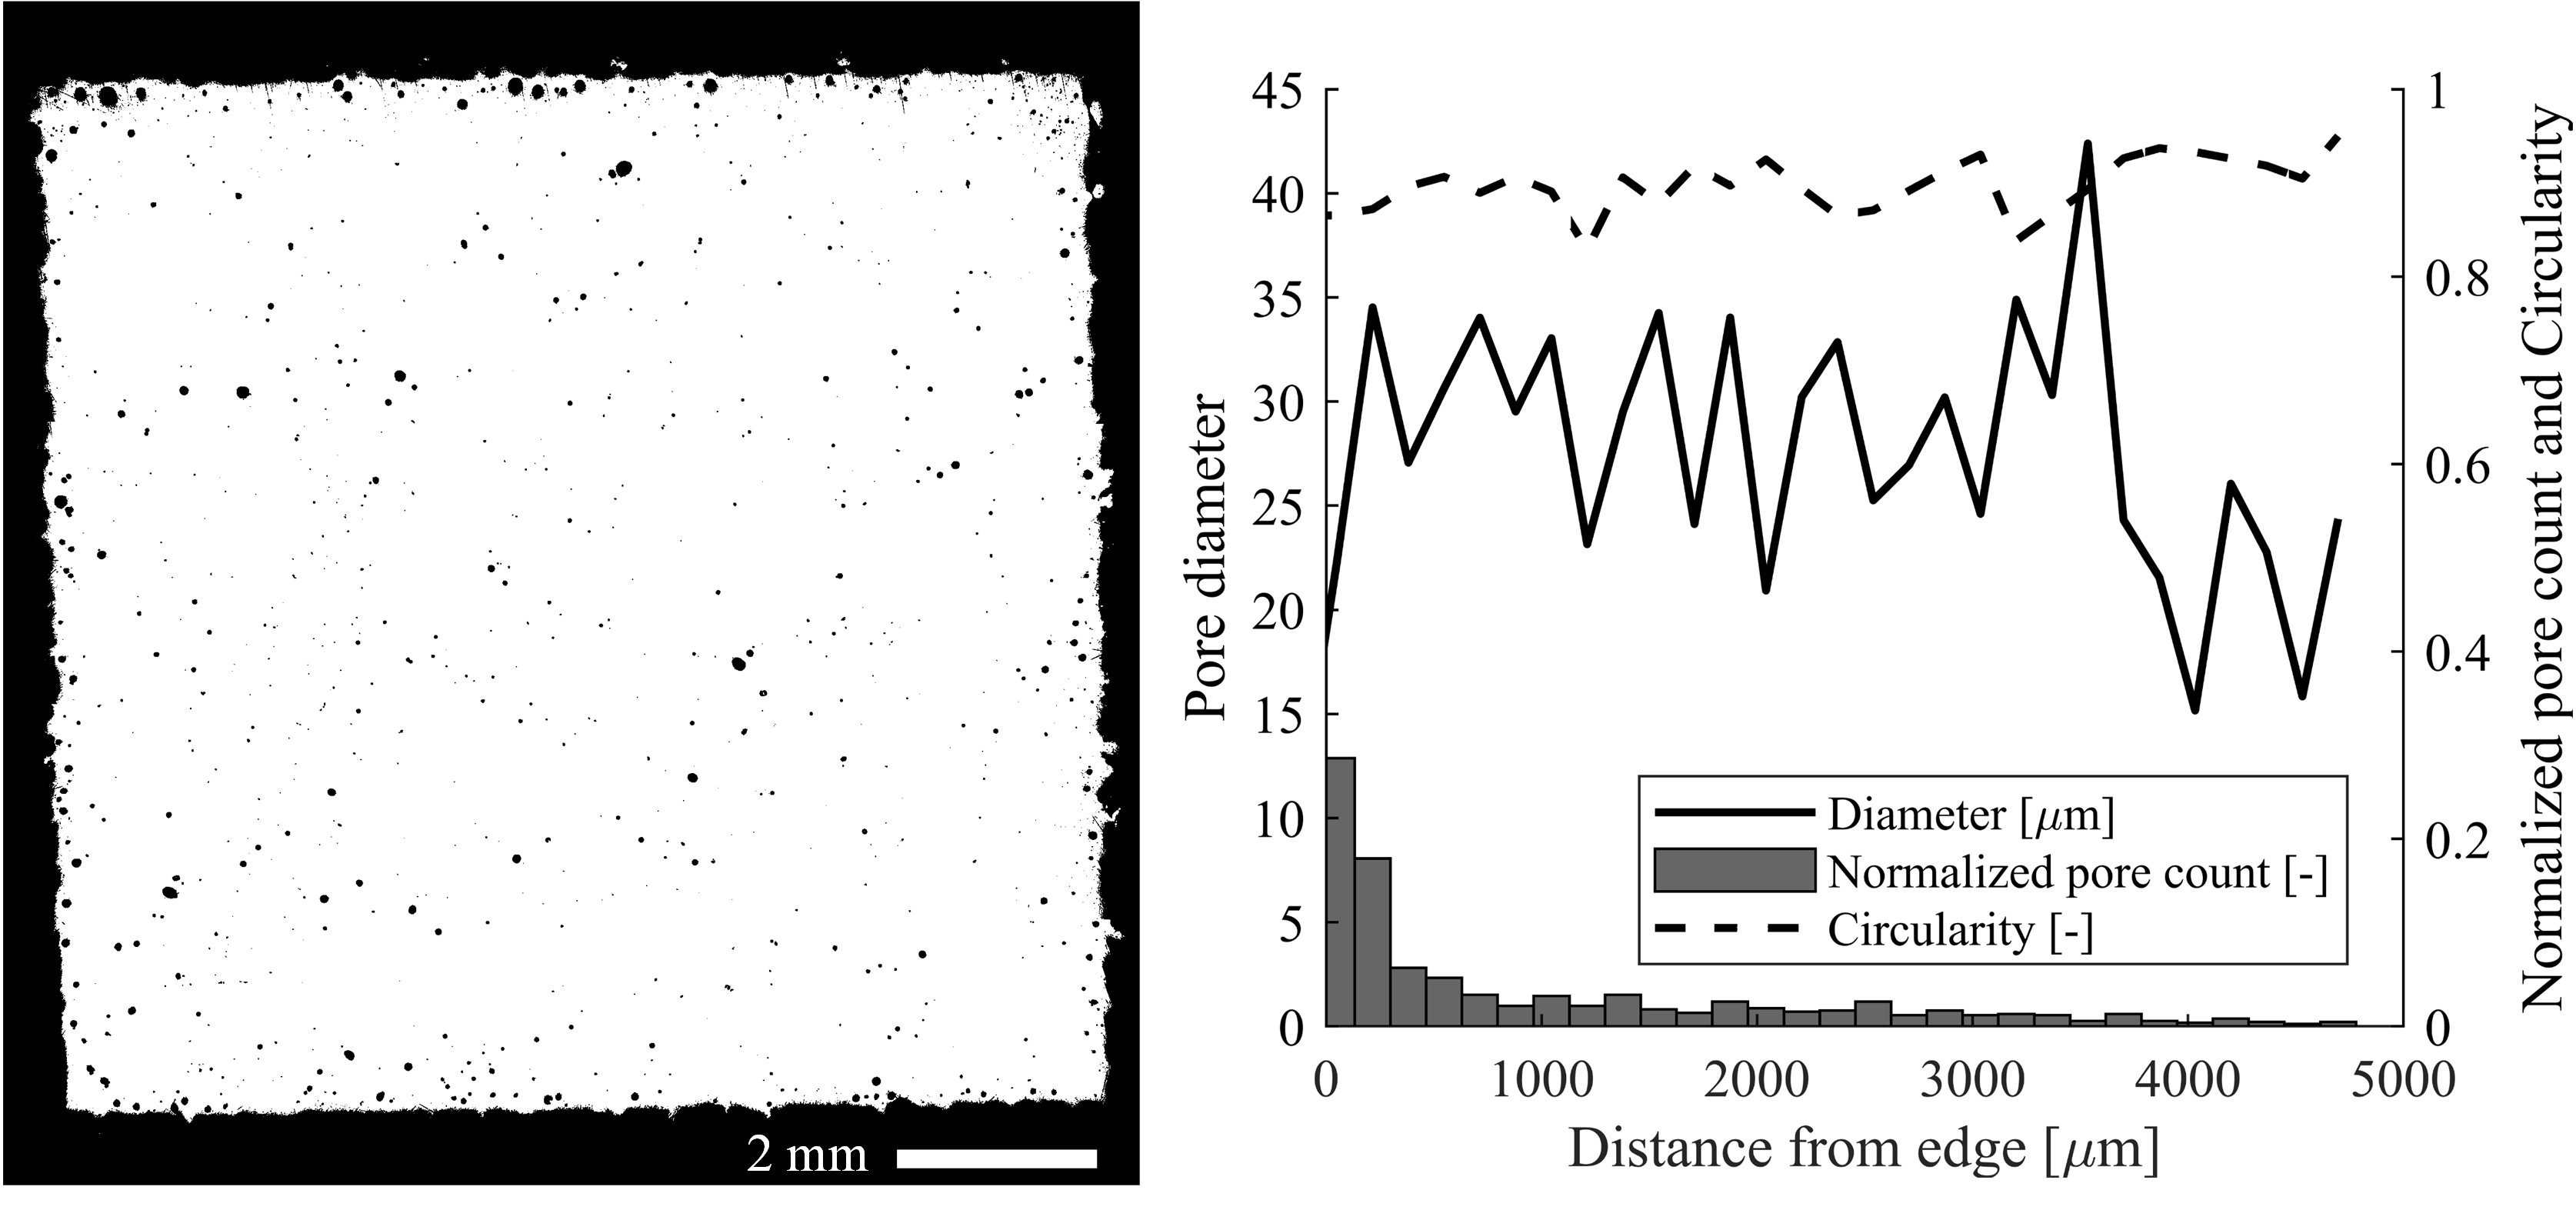 2 mm
45
40
35
30
25
20
15
10
5
0
Pore diameter
1
0.8
0.6
0.4
0.2
0
Normalized pore count and Circularity
Diameter [μm]
Normalized pore count [-]
Circularity [-]
0 1000 2000 3000 4000 5000
Distance from edge [μm]